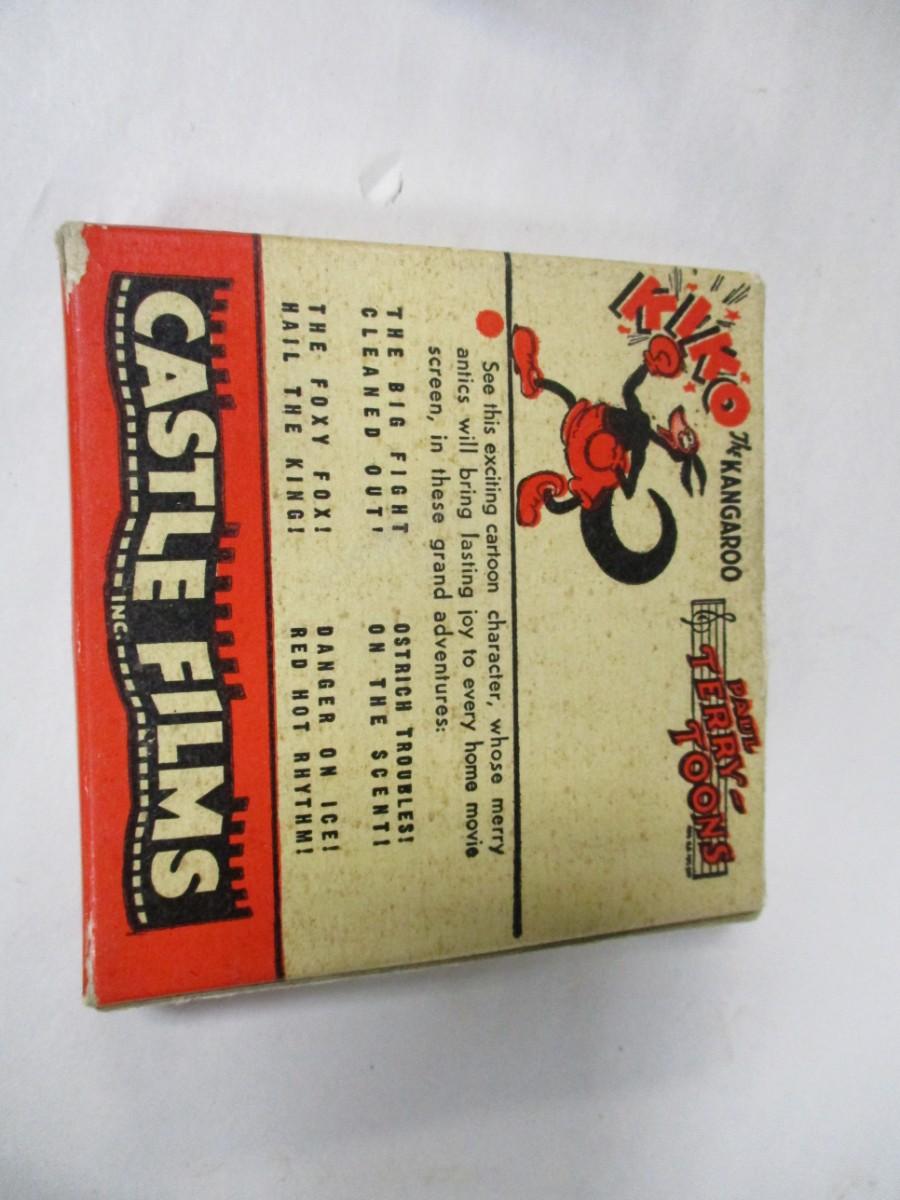 KIKO The KANGAROO
PAUL
TERRY-
TOONS
See this exciting cartoon character, whose merry
antics will bring lasting joy to every home movie
screen, in these grand adventures:
THE BIG FIGHT
CLEANED OUT!
THE FOXY FOX!
HAIL THE KING!
OSTRICH TROUBLES!
ON THE SCENT!
DANGER ON ICE!
RED HOT RHYTHM!
CASTLE FILMS
INC.